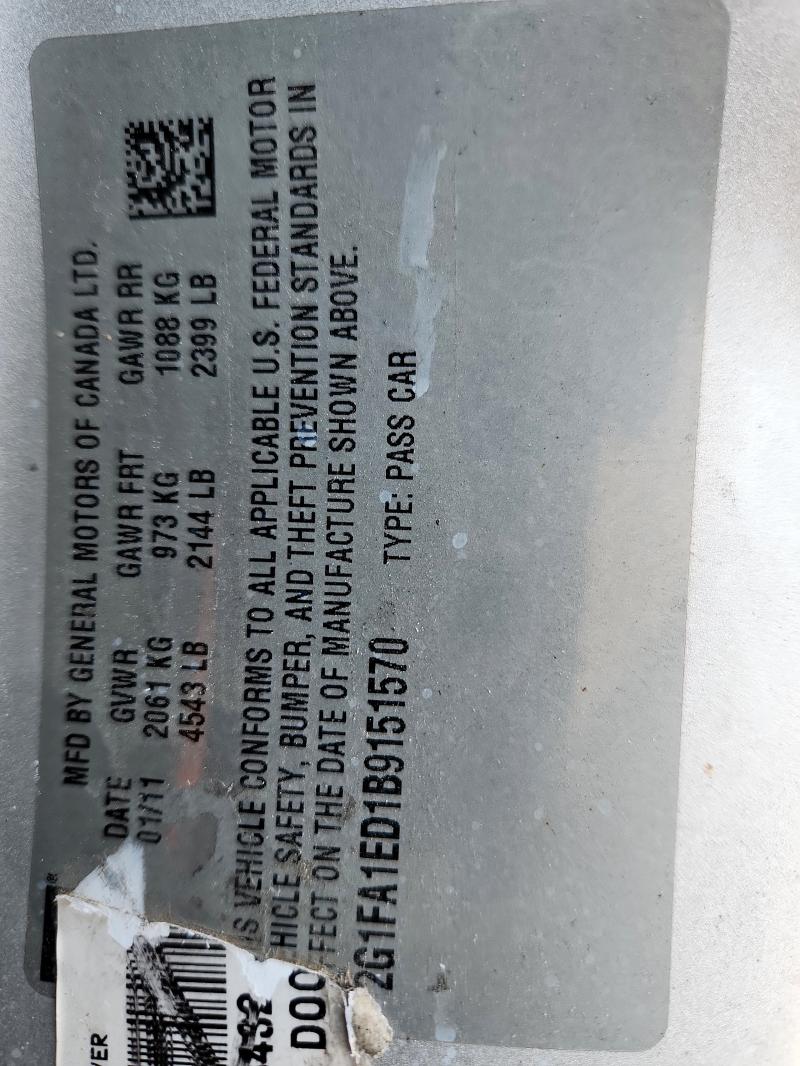 MFD BY GENERAL MOTORS OF CANADA LTD.
DATE GVWR GAWR FRT GAWR RR
01/11 2061 KG 973 KG 1088 KG
4543 LB 2144 LB 2399 LB
IS VEHICLE CONFORMS TO ALL APPLICABLE U.S. FEDERAL MOTOR
HICLE SAFETY, BUMPER, AND THEFT PREVENTION STANDARDS IN
FECT ON THE DATE OF MANUFACTURE SHOWN ABOVE.
2G1FA1ED1B9151570 TYPE: PASS CAR
VER
432
DOO